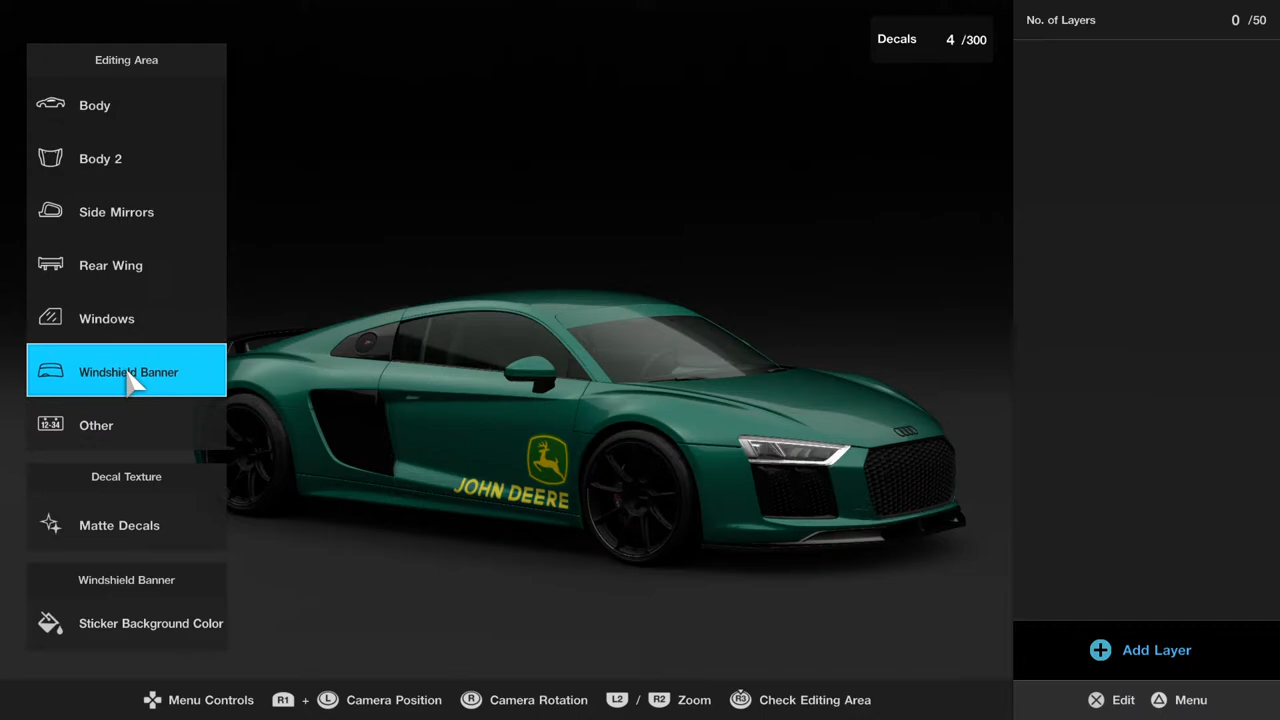 Editing Area
Body
Body 2
Side Mirrors
Rear Wing
Windows
Windshield Banner
12-34 Other
Decal Texture
Matte Decals
Windshield Banner
Sticker Background Color
Decals 4 /300
JOHN DEERE
No. of Layers 0 /50
Add Layer
Menu Controls R1 + L Camera Position R Camera Rotation L2 / R2 Zoom R3 Check Editing Area
Edit Menu